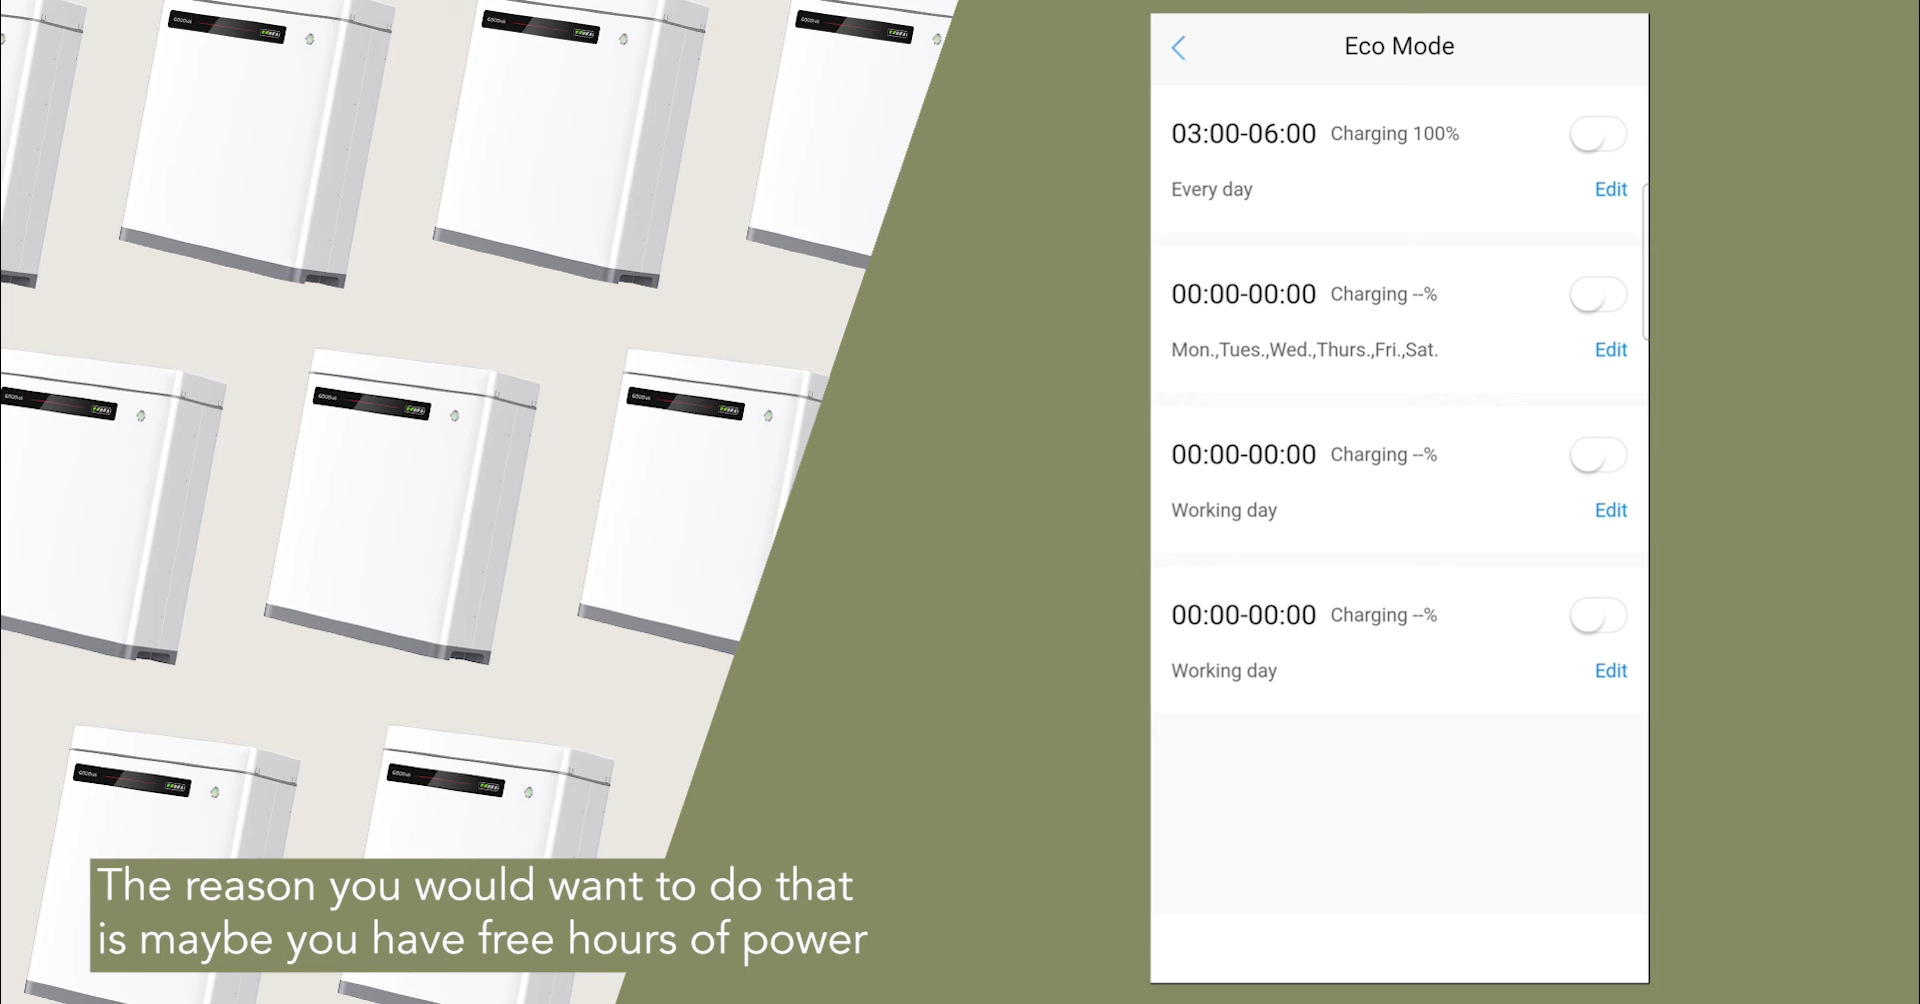 Eco Mode
03:00-06:00 Charging 100%
Every day Edit
00:00-00:00 Charging --%
Mon.,Tues.,Wed.,Thurs.,Fri.,Sat. Edit
00:00-00:00 Charging --%
Working day Edit
00:00-00:00 Charging --%
Working day Edit
The reason you would want to do that
is maybe you have free hours of power